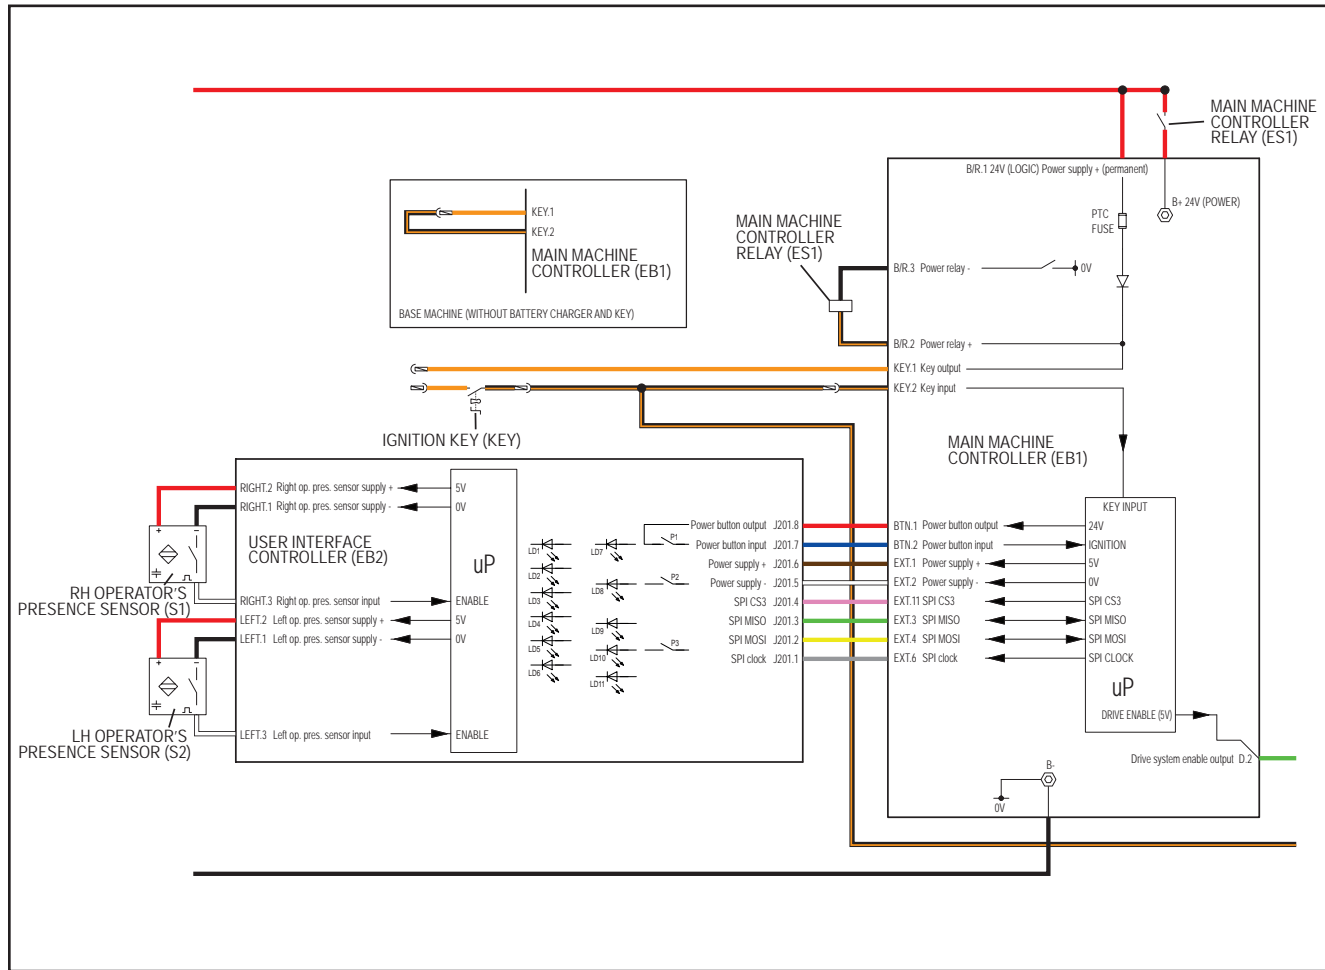 MAIN MACHINE
CONTROLLER
RELAY (ES1)
B/R.1 24V (LOGIC) Power supply + (permanent)
B+ 24V (POWER)
PTC
FUSE
KEY.1
KEY.2
MAIN MACHINE
CONTROLLER (EB1)
BASE MACHINE (WITHOUT BATTERY CHARGER AND KEY)
MAIN MACHINE
CONTROLLER
RELAY (ES1)
B/R.3 Power relay -
0V
B/R.2 Power relay +
KEY.1 Key output
KEY.2 Key input
IGNITION KEY (KEY)
MAIN MACHINE
CONTROLLER (EB1)
RIGHT.2 Right op. pres. sensor supply +
5V
RIGHT.1 Right op. pres. sensor supply -
0V
+ −
USER INTERFACE
CONTROLLER (EB2)
uP
RH OPERATOR'S
PRESENCE SENSOR (S1)
RIGHT.3 Right op. pres. sensor input
ENABLE
LEFT.2 Left op. pres. sensor supply +
5V
LEFT.1 Left op. pres. sensor supply -
0V
+ −
LH OPERATOR'S
PRESENCE SENSOR (S2)
LEFT.3 Left op. pres. sensor input
ENABLE
LD1
LD2
LD3
LD4
LD5
LD6
LD7
LD8
LD9
LD10
LD11
P1
P2
P3
Power button output J201.8
Power button input J201.7
Power supply + J201.6
Power supply - J201.5
SPI CS3 J201.4
SPI MISO J201.3
SPI MOSI J201.2
SPI clock J201.1
BTN.1 Power button output
BTN.2 Power button input
EXT.1 Power supply +
EXT.2 Power supply -
EXT.11 SPI CS3
EXT.3 SPI MISO
EXT.4 SPI MOSI
EXT.6 SPI clock
KEY INPUT
24V
IGNITION
5V
0V
SPI CS3
SPI MISO
SPI MOSI
SPI CLOCK
uP
DRIVE ENABLE (5V)
Drive system enable output D.2
B-
0V